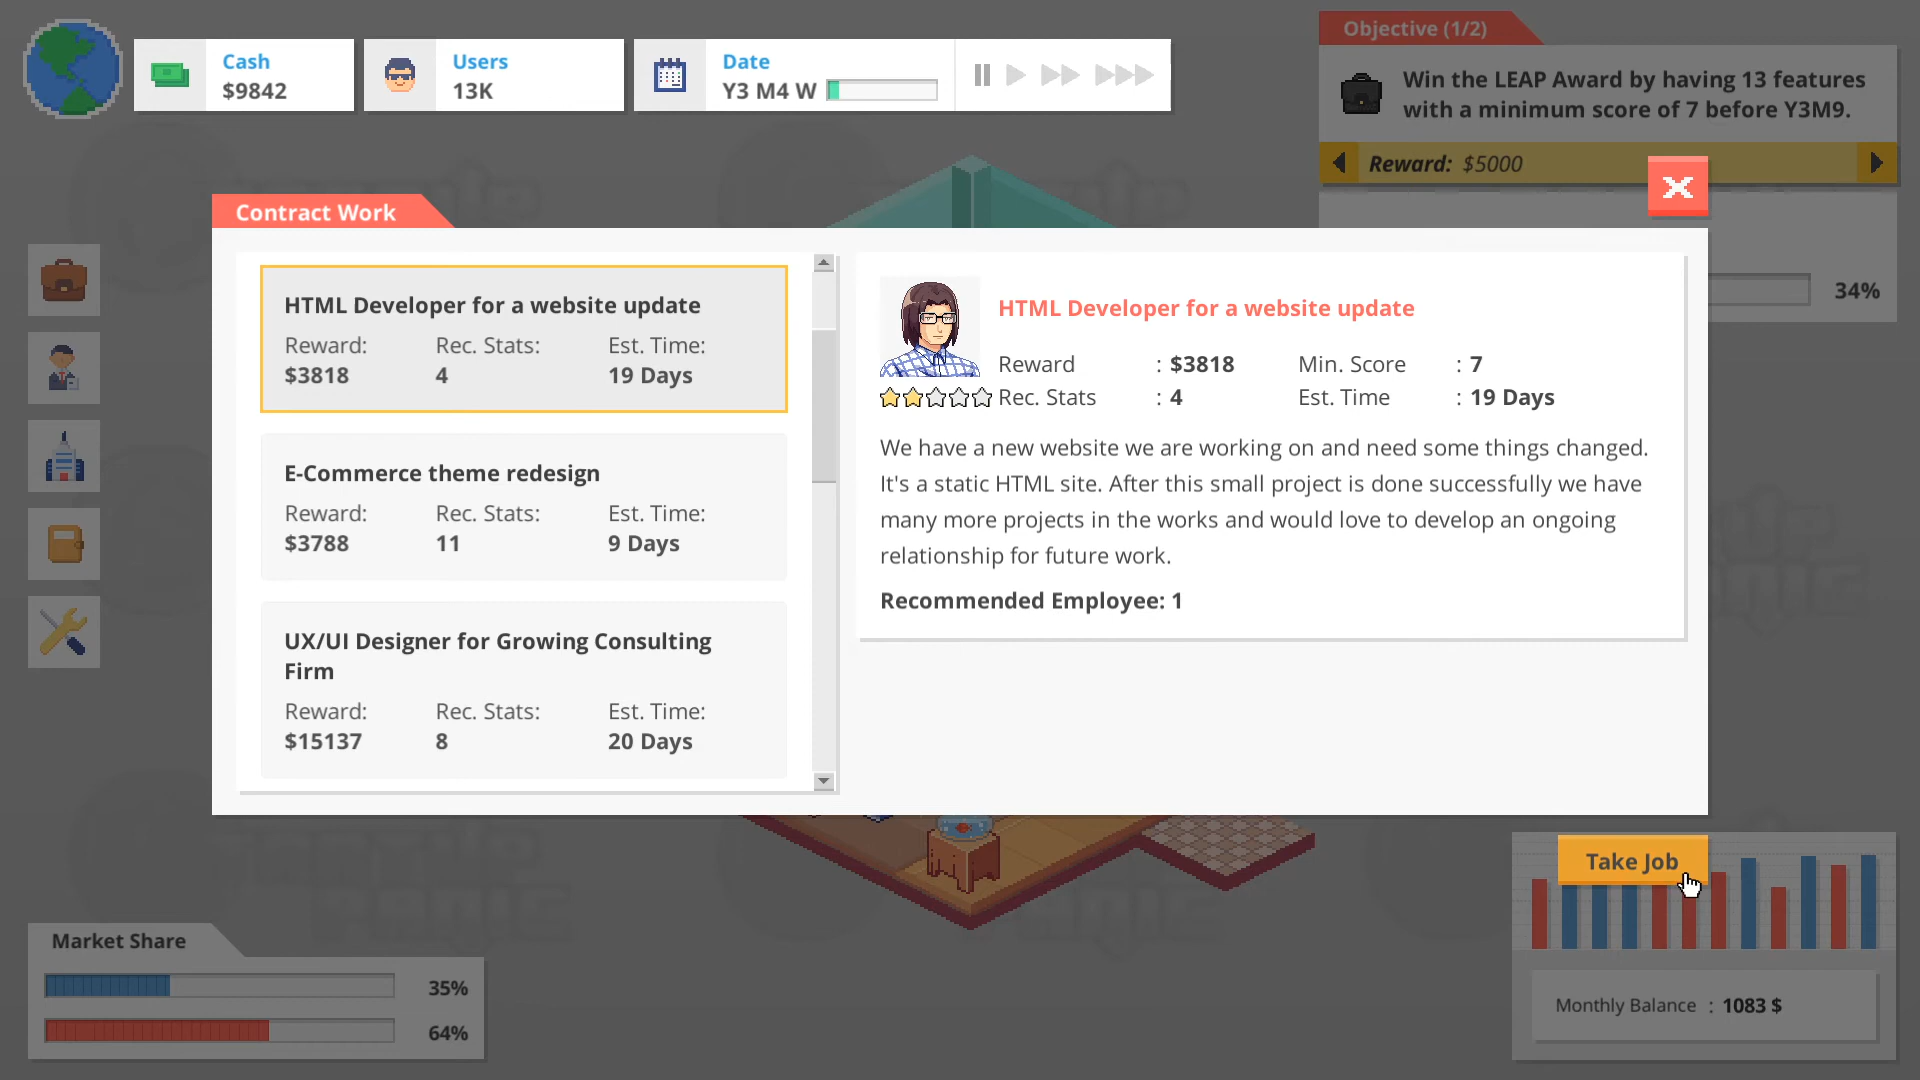 Cash
$9842
Users
13K
Date
Y3 M4 W
Objective (1/2)
Win the LEAP Award by having 13 features
with a minimum score of 7 before Y3M9.
Reward: $5000
34%
Contract Work
HTML Developer for a website update
Reward: Rec. Stats: Est. Time:
$3818 4 19 Days
E-Commerce theme redesign
Reward: Rec. Stats: Est. Time:
$3788 11 9 Days
UX/UI Designer for Growing Consulting
Firm
Reward: Rec. Stats: Est. Time:
$15137 8 20 Days
HTML Developer for a website update
Reward : $3818 Min. Score : 7
Rec. Stats : 4 Est. Time : 19 Days
We have a new website we are working on and need some things changed.
It's a static HTML site. After this small project is done successfully we have
many more projects in the works and would love to develop an ongoing
relationship for future work.
Recommended Employee: 1
Take Job
Market Share
35%
64%
Monthly Balance : 1083 $